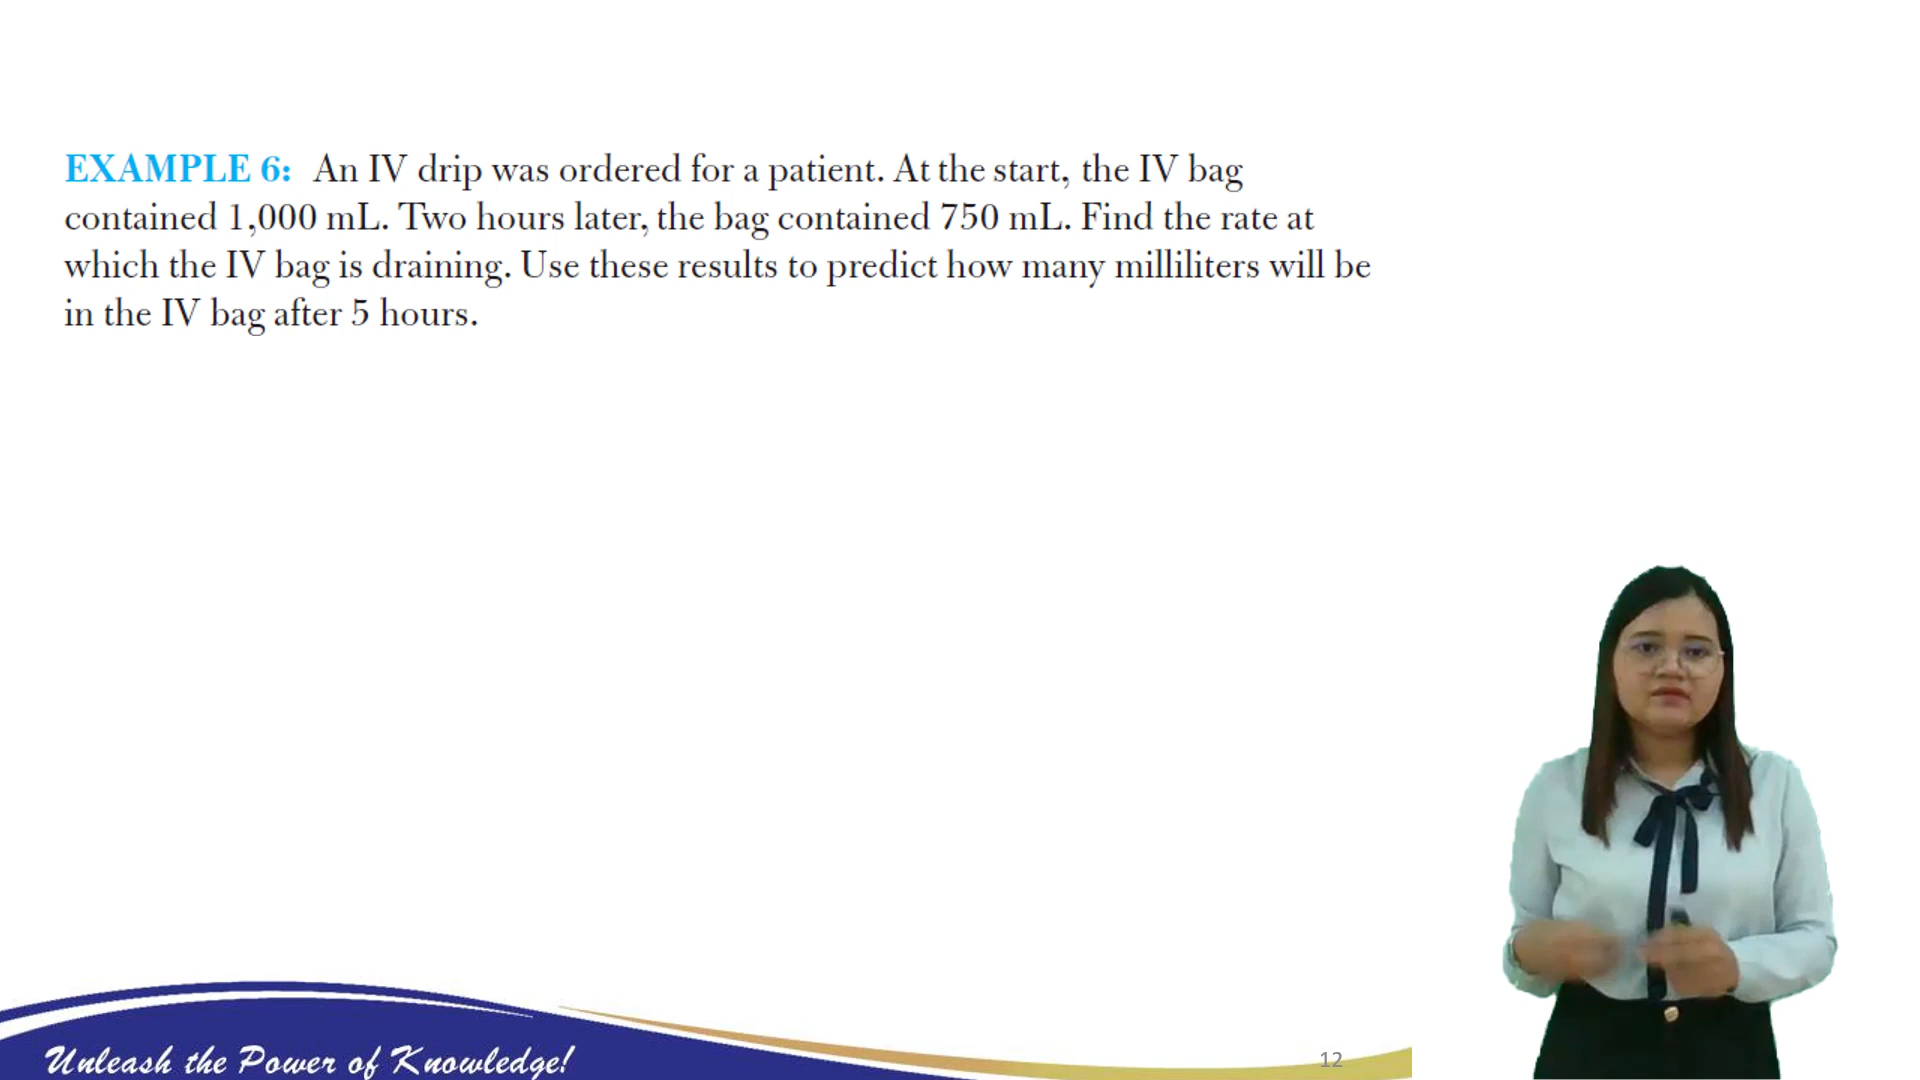 EXAMPLE 6: An IV drip was ordered for a patient. At the start, the IV bag
contained 1,000 mL. Two hours later, the bag contained 750 mL. Find the rate at
which the IV bag is draining. Use these results to predict how many milliliters will be
in the IV bag after 5 hours.
Unleash the Power of Knowledge!
12